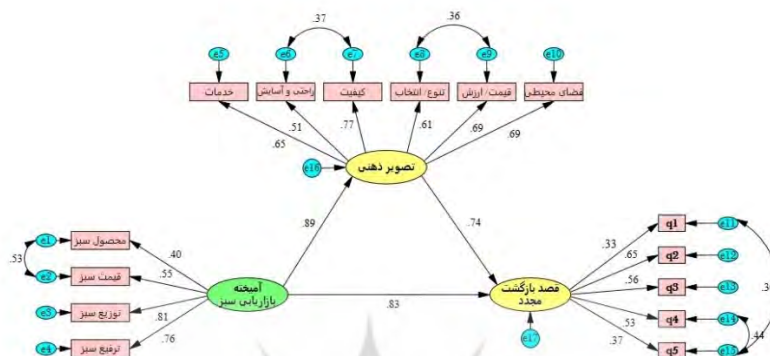 .37
.36
e5
e6
e7
e8
e9
e10
خدمات
راحتی و آسایش
کیفیت
تنوع/ انتخاب
قیمت/ ارزش
فضای محیطی
.65
.51
.77
.61
.69
.69
e16
تصویر ذهنی
.89
.74
e1
محصول سبز
.53
e2
قیمت سبز
e3
توزیع سبز
e4
ترفیع سبز
.40
.55
.81
.76
آمیخته
بازاریابی سبز
.83
قصد بازگشت
مجدد
e17
.33
.65
.56
.53
.37
q1
q2
q3
q4
q5
e11
e12
e13
e14
e15
.44